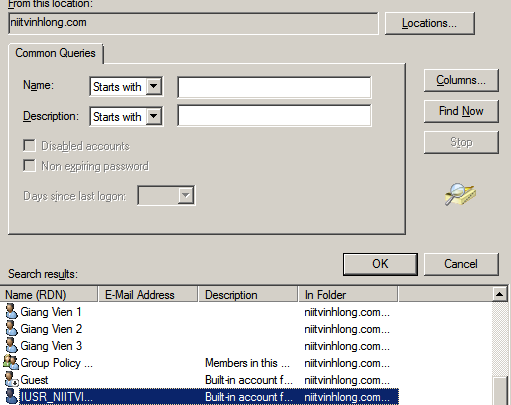 From this location:
niitvinhlong.com
Locations...
Common Queries
Name:
Starts with
Columns...
Description:
Starts with
Find Now
Disabled accounts
Stop
Non expiring password
Days since last logon:
OK
Cancel
Search results:
Name (RDN) E-Mail Address Description In Folder
Giang Vien 1 niitvinhlong.com...
Giang Vien 2 niitvinhlong.com...
Giang Vien 3 niitvinhlong.com...
Group Policy ... Members in this ... niitvinhlong.com...
Guest Built-in account f... niitvinhlong.com...
IUSR_NIITVI... Built-in account f... niitvinhlong.com...